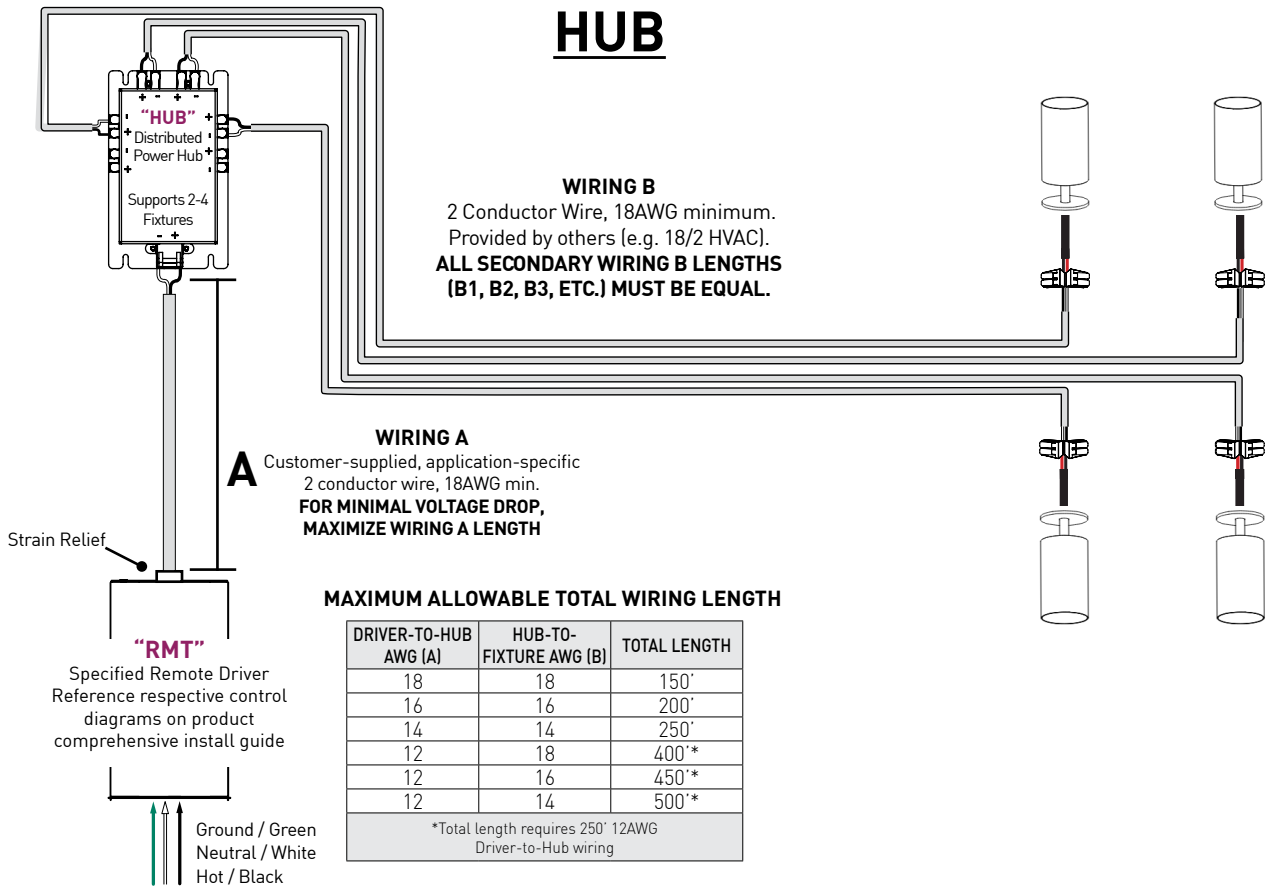 HUB
+ - + -
"HUB"
Distributed
Power Hub
Supports 2-4
Fixtures
- +
- +
+ -
- +
+ -
WIRING B
2 Conductor Wire, 18AWG minimum.
Provided by others (e.g. 18/2 HVAC).
ALL SECONDARY WIRING B LENGTHS
(B1, B2, B3, ETC.) MUST BE EQUAL.
A
WIRING A
Customer-supplied, application-specific
2 conductor wire, 18AWG min.
FOR MINIMAL VOLTAGE DROP,
MAXIMIZE WIRING A LENGTH
Strain Relief
"RMT"
Specified Remote Driver
Reference respective control
diagrams on product
comprehensive install guide
Ground / Green
Neutral / White
Hot / Black
MAXIMUM ALLOWABLE TOTAL WIRING LENGTH
DRIVER-TO-HUB AWG (A) HUB-TO-FIXTURE AWG (B) TOTAL LENGTH
18 18 150'
16 16 200'
14 14 250'
12 18 400'*
12 16 450'*
12 14 500'*
*Total length requires 250' 12AWG
Driver-to-Hub wiring